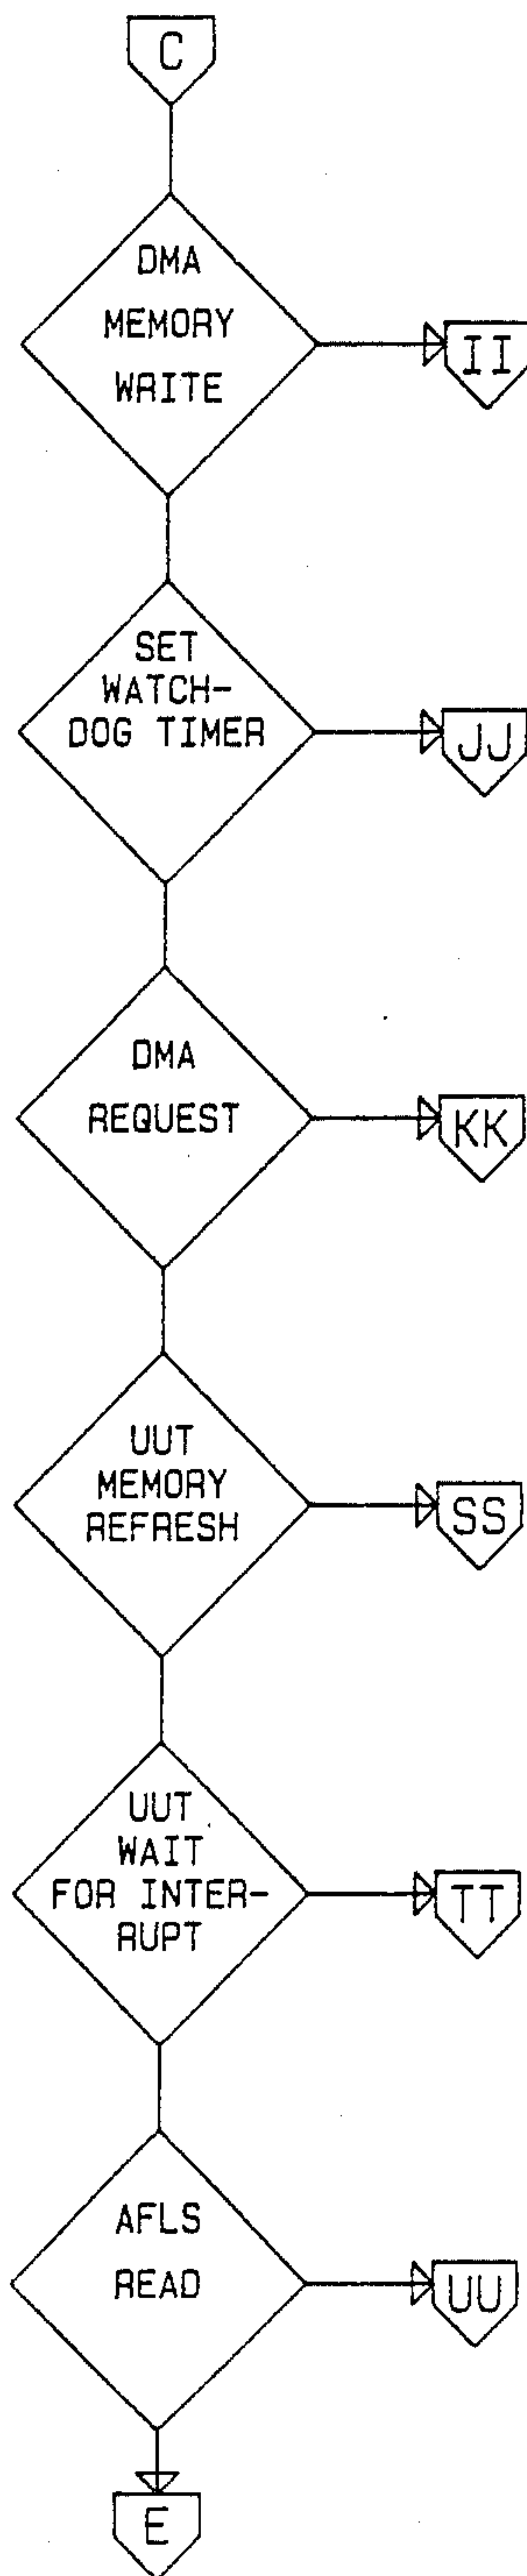 C
DMA
MEMORY
WRITE
II
SET
WATCH-
DOG TIMER
JJ
DMA
REQUEST
KK
UUT
MEMORY
REFRESH
SS
UUT
WAIT
FOR INTER-
RUPT
TT
AFLS
READ
UU
E